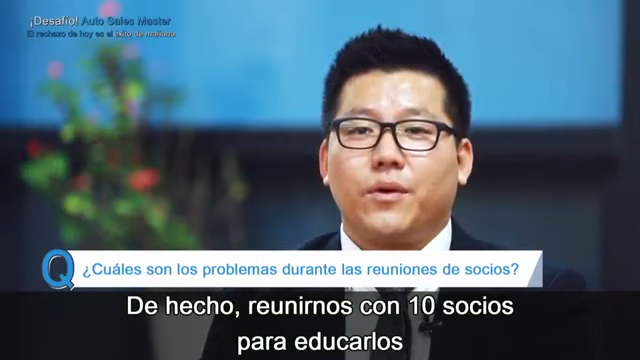 ¡Desafío! Auto Sales Master
El rechazo de hoy es el éxito de mañana
Q ¿Cuáles son los problemas durante las reuniones de socios?
De hecho, reunirnos con 10 socios
para educarlos